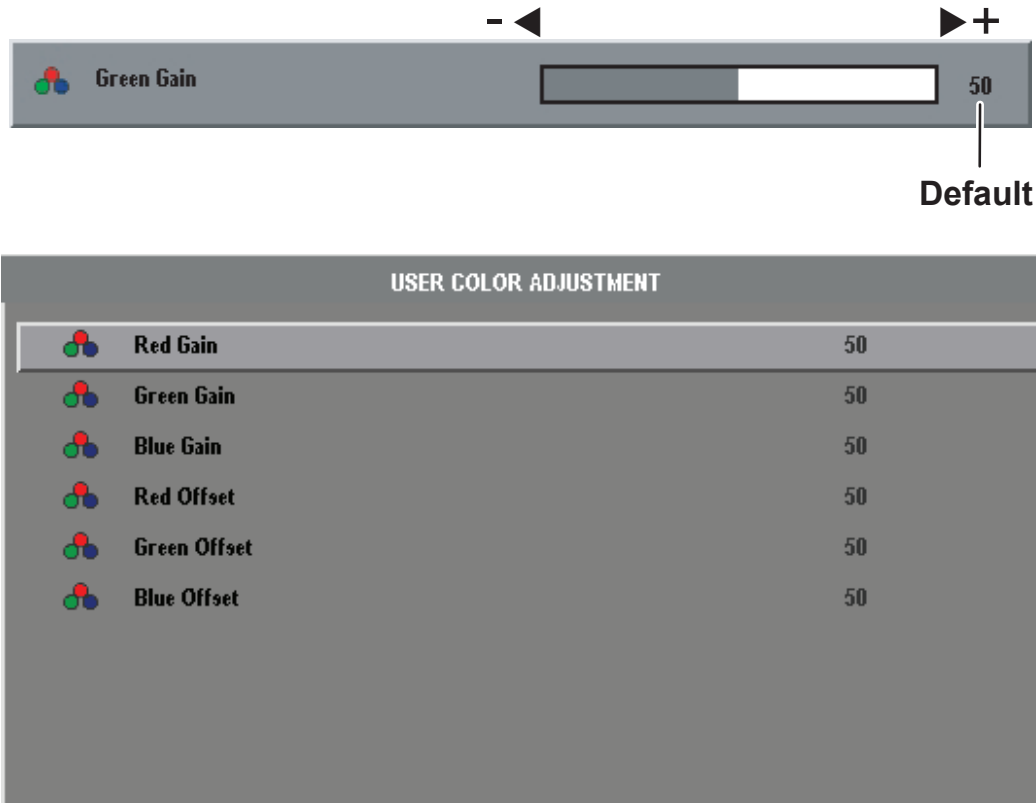 - ◀ ▶+
Green Gain 50
Default
USER COLOR ADJUSTMENT
Red Gain 50
Green Gain 50
Blue Gain 50
Red Offset 50
Green Offset 50
Blue Offset 50